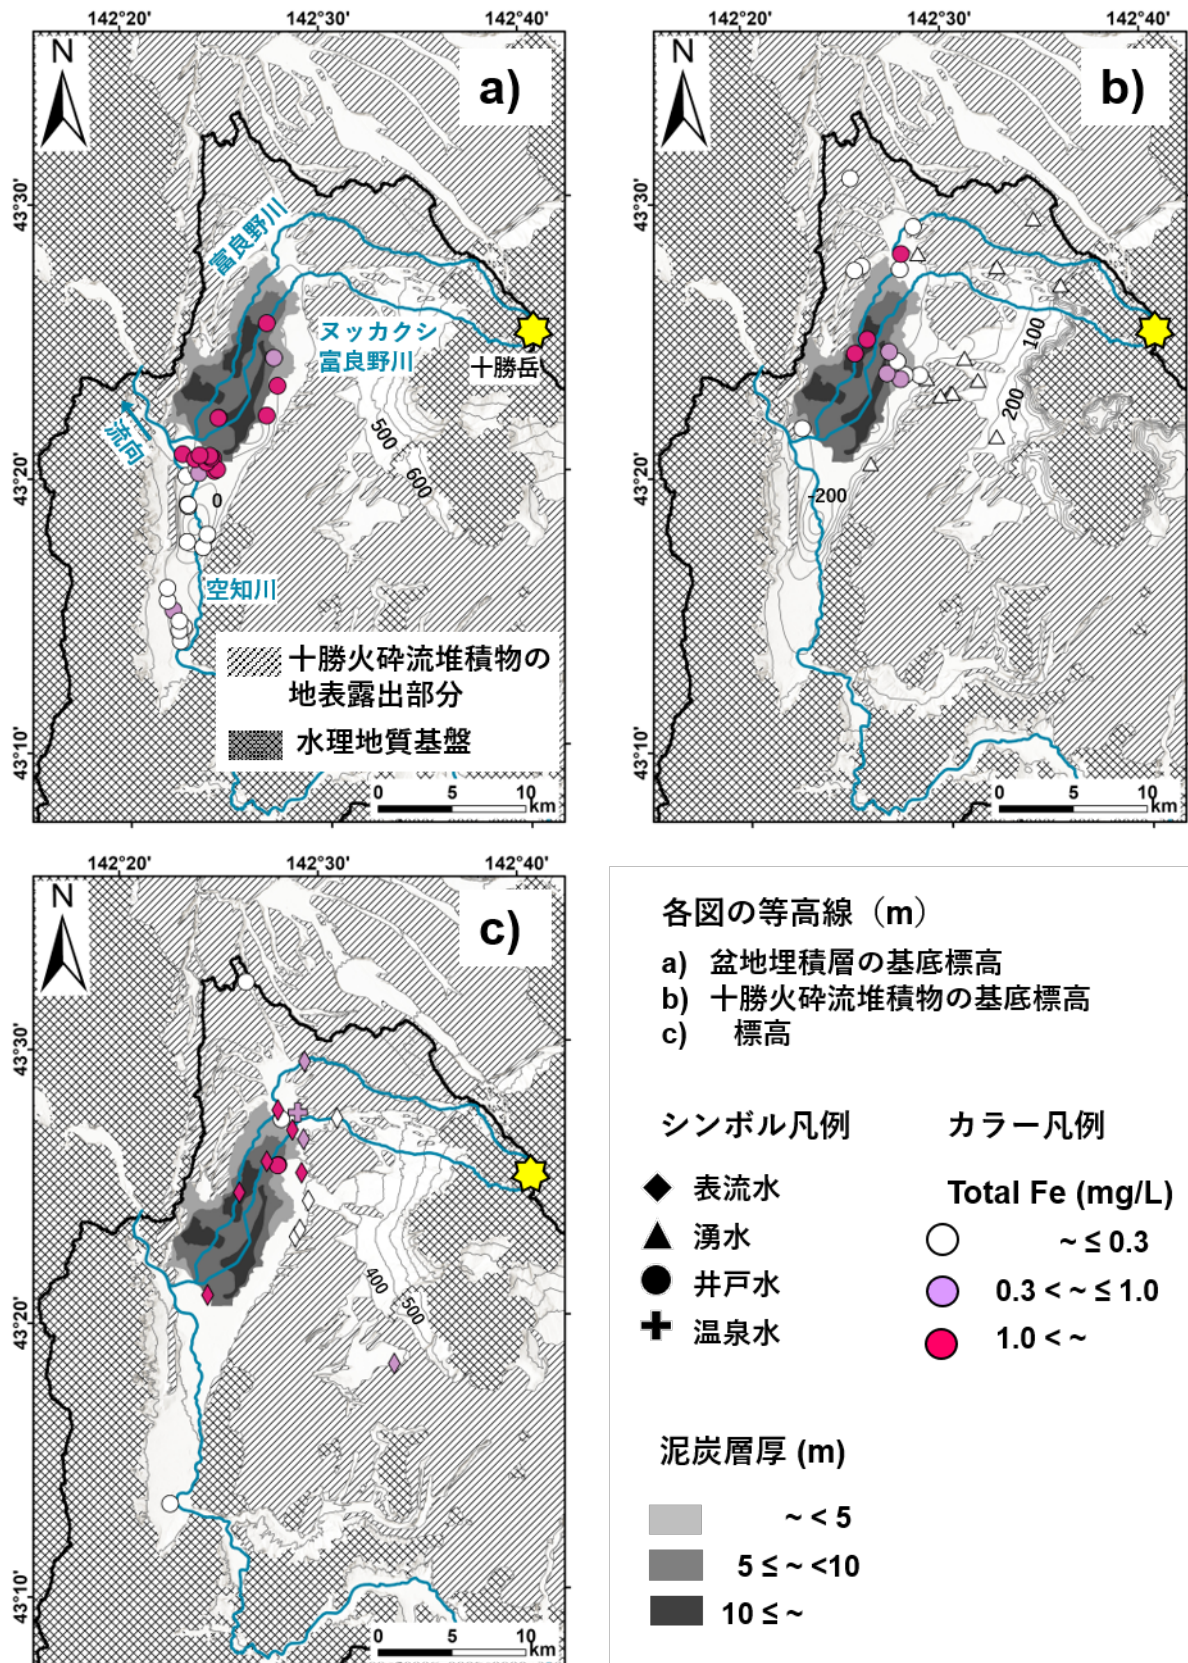 142°20'
142°30'
142°40'
N
a)
43°30'
43°20'
43°10'
富良野川
ヌッカクシ
富良野川
十勝岳
流向
500
600
0
空知川
十勝火砕流堆積物の
地表露出部分
水理地質基盤
0 5 10
km
142°20'
142°30'
142°40'
N
b)
43°30'
43°20'
43°10'
100
200
-200
0 5 10
km
142°20'
142°30'
142°40'
N
c)
43°30'
43°20'
43°10'
400
500
0 5 10
km
各図の等高線（m）
a) 盆地埋積層の基底標高
b) 十勝火砕流堆積物の基底標高
c) 標高
シンボル凡例
表流水
湧水
井戸水
温泉水
カラー凡例
Total Fe (mg/L)
~ ≤ 0.3
0.3 < ~ ≤ 1.0
1.0 < ~
泥炭層厚 (m)
~ < 5
5 ≤ ~ <10
10 ≤ ~